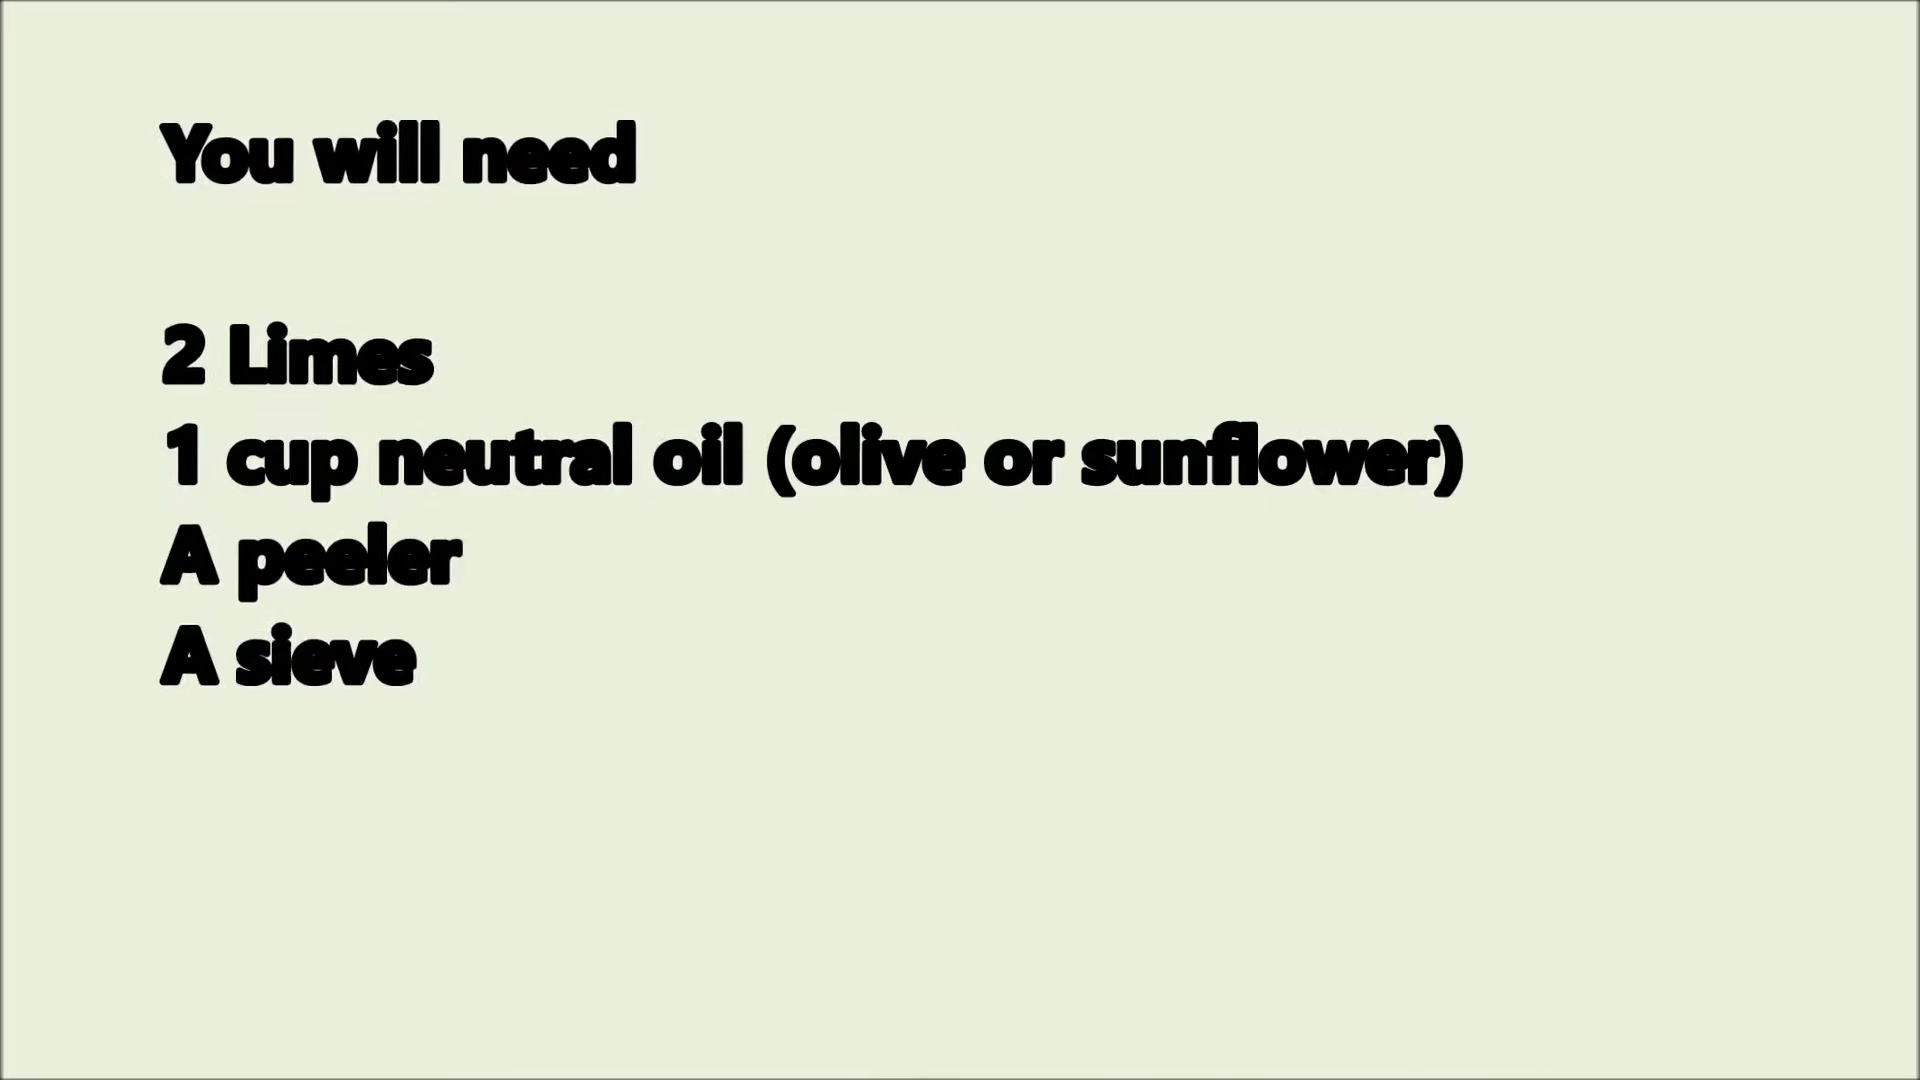 You will need
2 Limes
1 cup neutral oil (olive or sunflower)
A peeler
A sieve